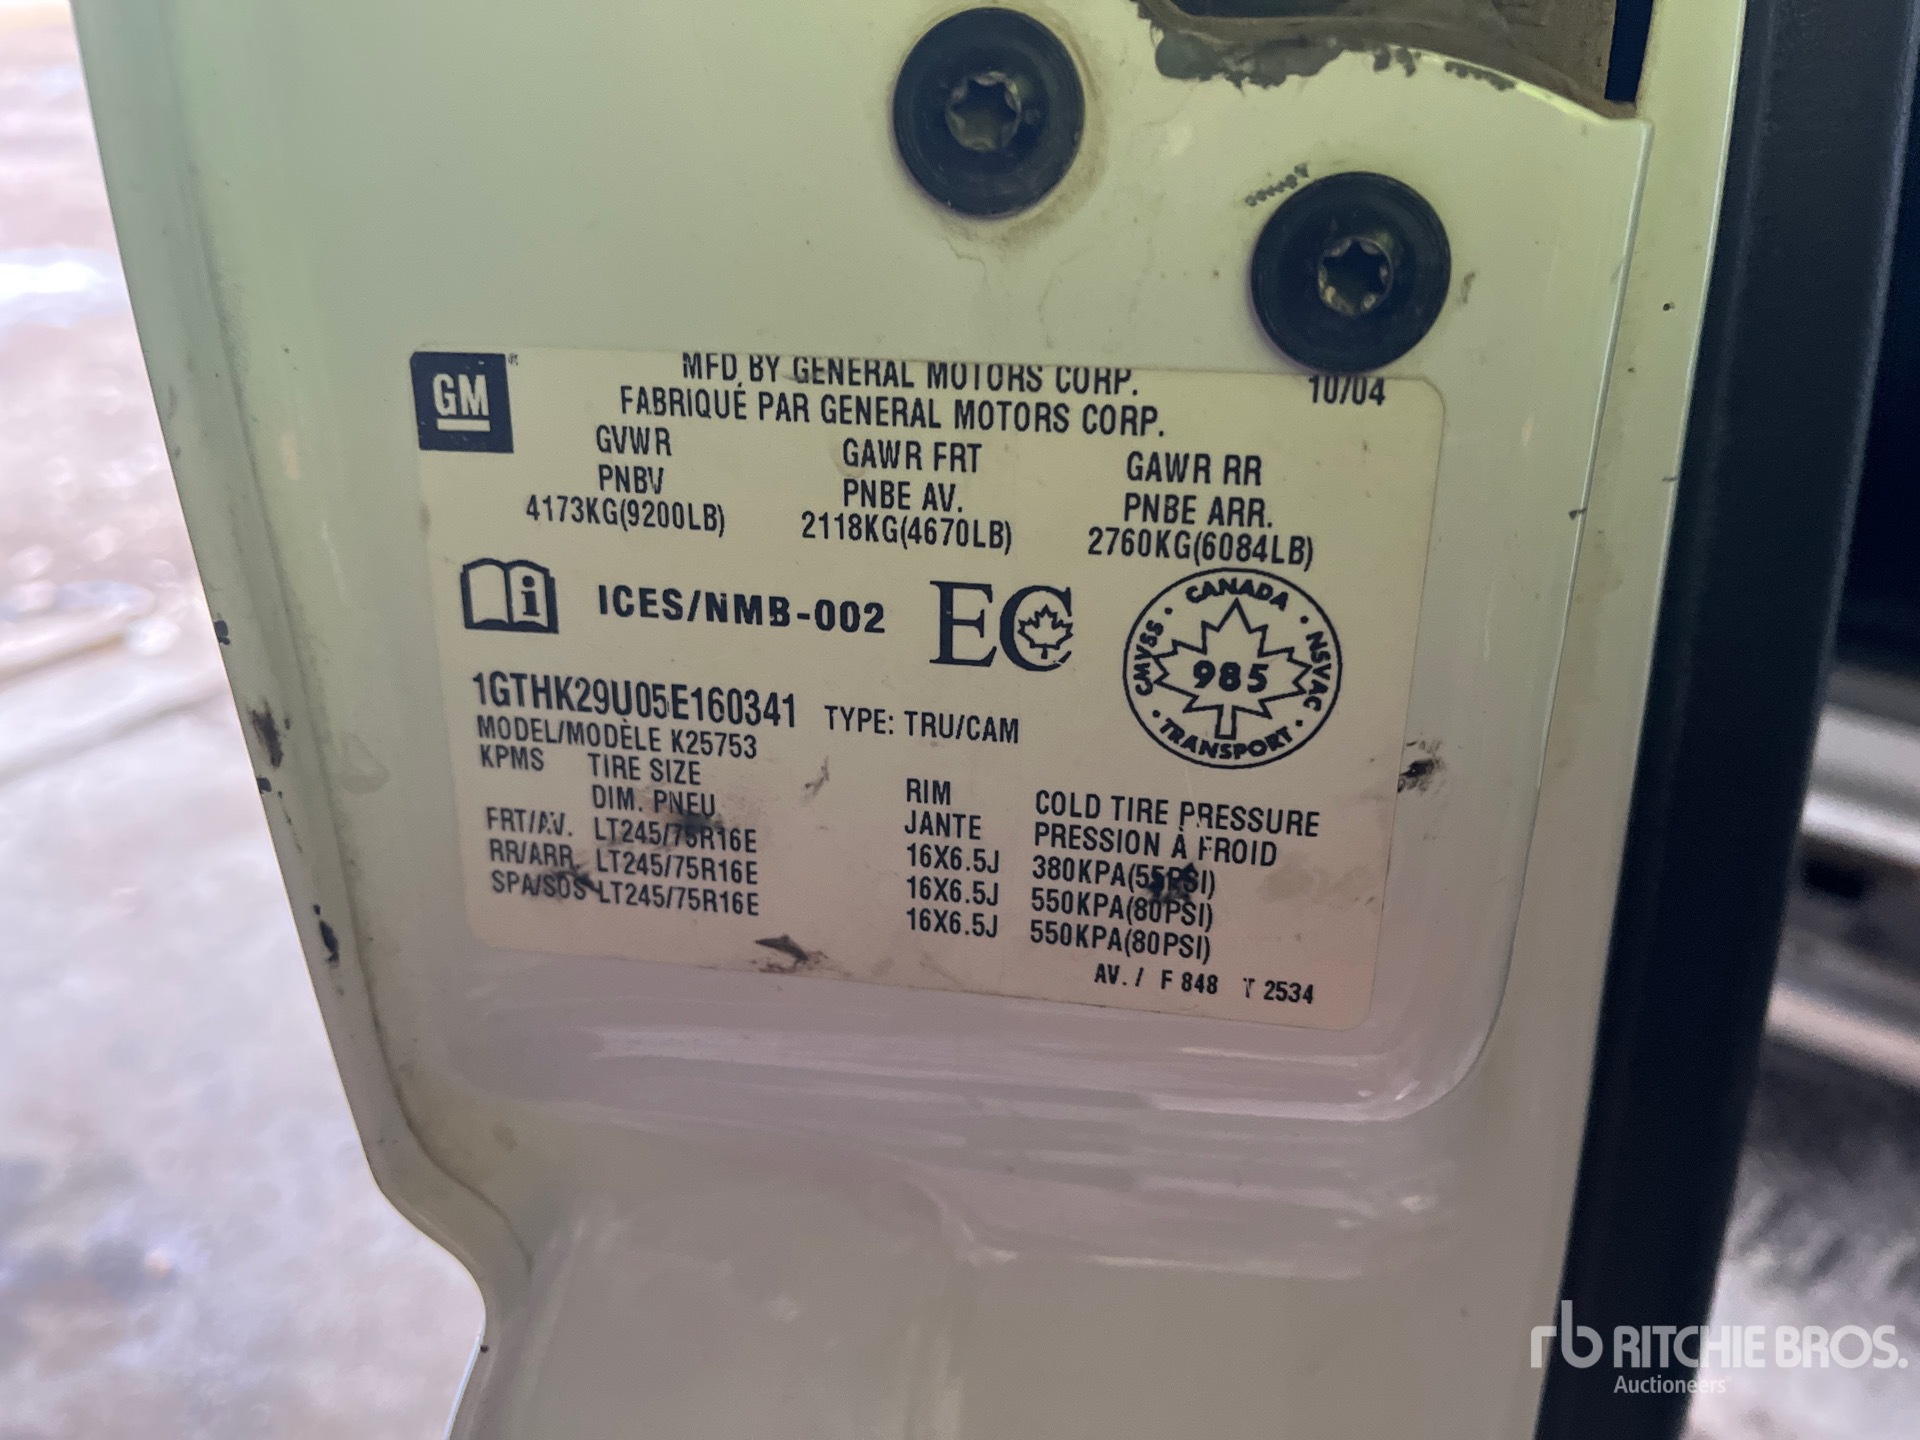 GM
MFD BY GENERAL MOTORS CORP. 10/04
FABRIQUÉ PAR GENERAL MOTORS CORP.
GVWR GAWR FRT GAWR RR
PNBV PNBE AV. PNBE ARR.
4173KG(9200LB) 2118KG(4670LB) 2760KG(6084LB)
i ICES/NMB-002 EC
CANADA
CMVSS 985 NSVAC
TRANSPORT
1GTHK29U05E160341 TYPE: TRU/CAM
MODEL/MODÈLE K25753
KPMS TIRE SIZE RIM COLD TIRE PRESSURE
DIM. PNEU JANTE PRESSION À FROID
FRT/AV. LT245/75R16E 16X6.5J 380KPA(55PSI)
RR/ARR. LT245/75R16E 16X6.5J 550KPA(80PSI)
SPA/SOS LT245/75R16E 16X6.5J 550KPA(80PSI)
AV. / F 848 T 2534
rb RITCHIE BROS.
Auctioneers